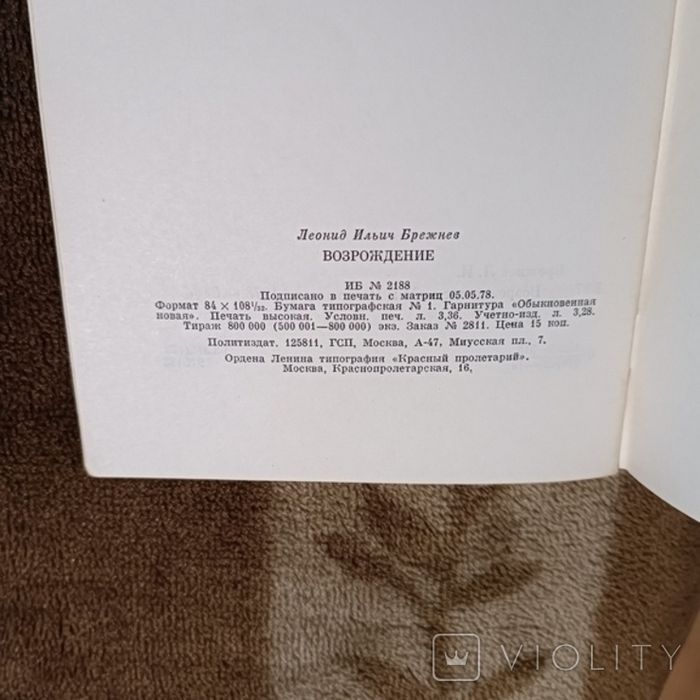 Леонид Ильич Брежнев
ВОЗРОЖДЕНИЕ
ИБ № 2188
Подписано в печать с матриц 05.05.78.
Формат 84 × 108¹/₃₂. Бумага типографская № 1. Гарнитура «Обыкновенная
новая». Печать высокая. Условн. печ. л. 3,36. Учетно-изд. л. 3,28.
Тираж 800 000 (500 001—800 000) экз. Заказ № 2811. Цена 15 коп.
Политиздат. 125811, ГСП, Москва, А-47, Миусская пл., 7.
Ордена Ленина типография «Красный пролетарий».
Москва, Краснопролетарская, 16,
VIOLITY